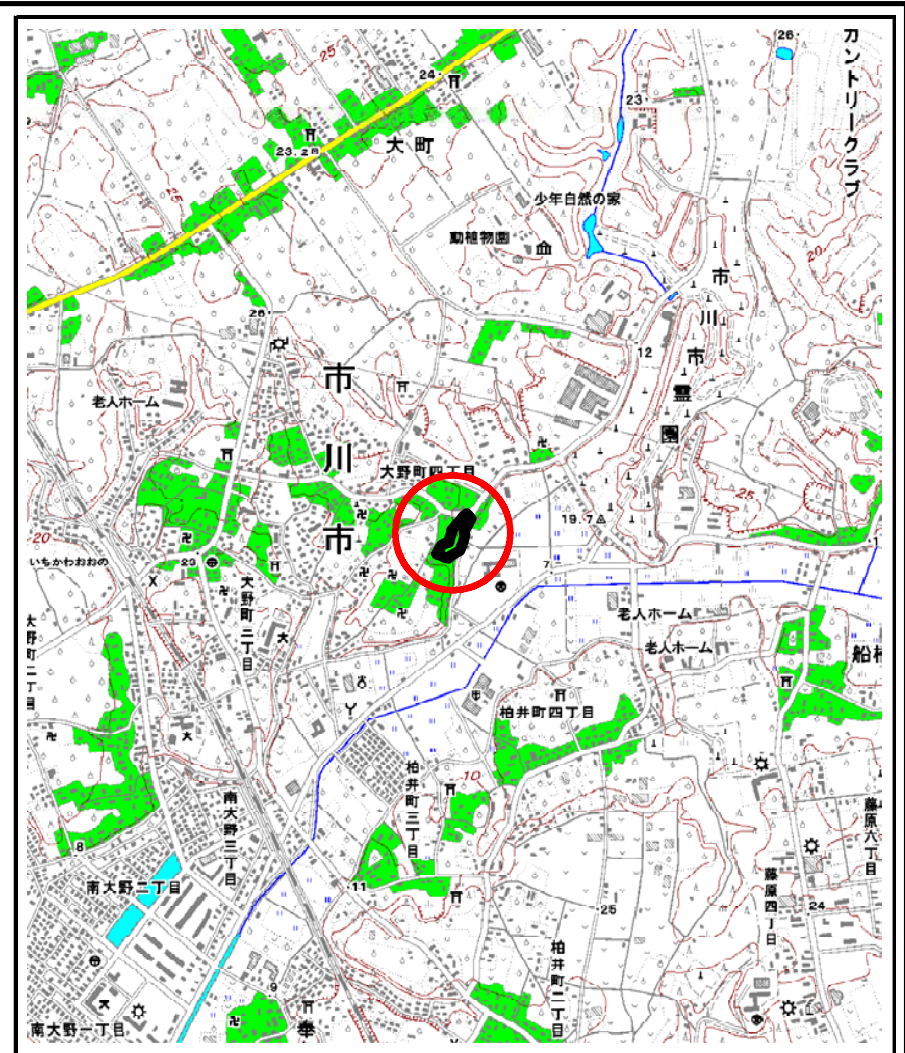 カントリークラブ
25
24
26
23
23.2
大町
25
少年自然の家
動植物園
20
市川市霊園
26
12
老人ホーム
市川市
大野町四丁目
25
19.7
20
いちかわおおの
23
7
大野町二丁目
老人ホーム
老人ホーム
船橋
柏井町四丁目
10
柏井町三丁目
南大野三丁目
8
藤原六丁目
藤原四丁目
南大野二丁目
11
25
24
柏井町二丁目
9
南大野一丁目
奉